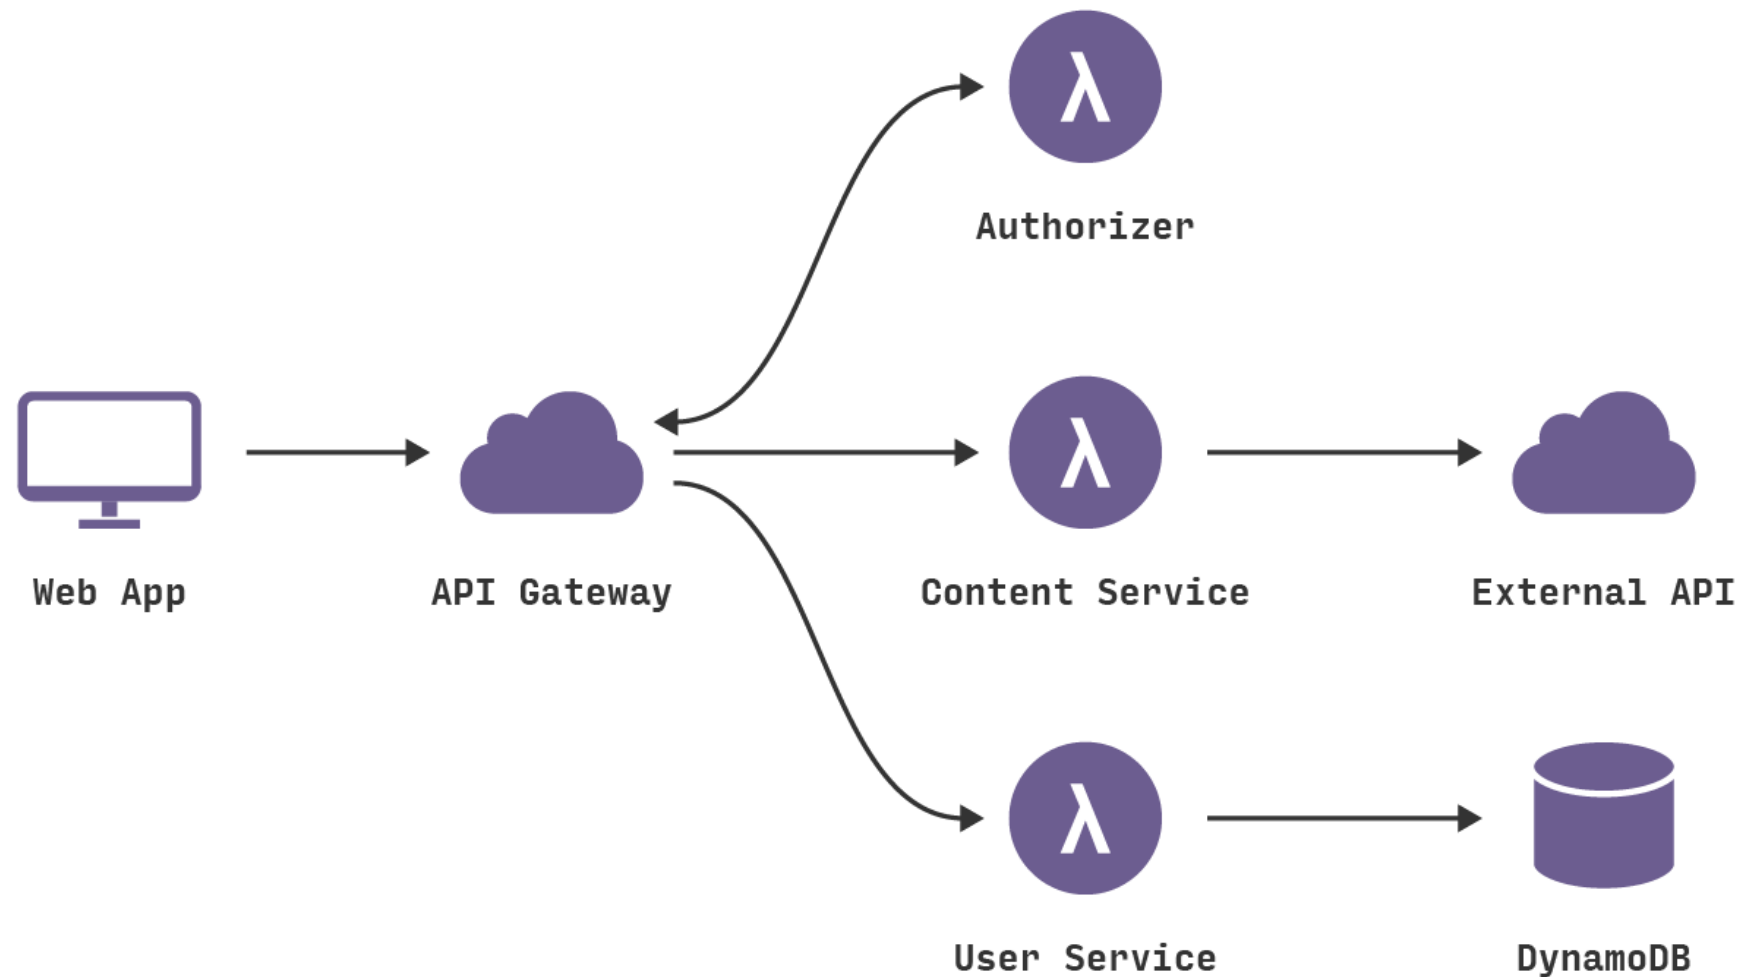 λ
Authorizer
Web App
API Gateway
λ
Content Service
External API
λ
User Service
DynamoDB